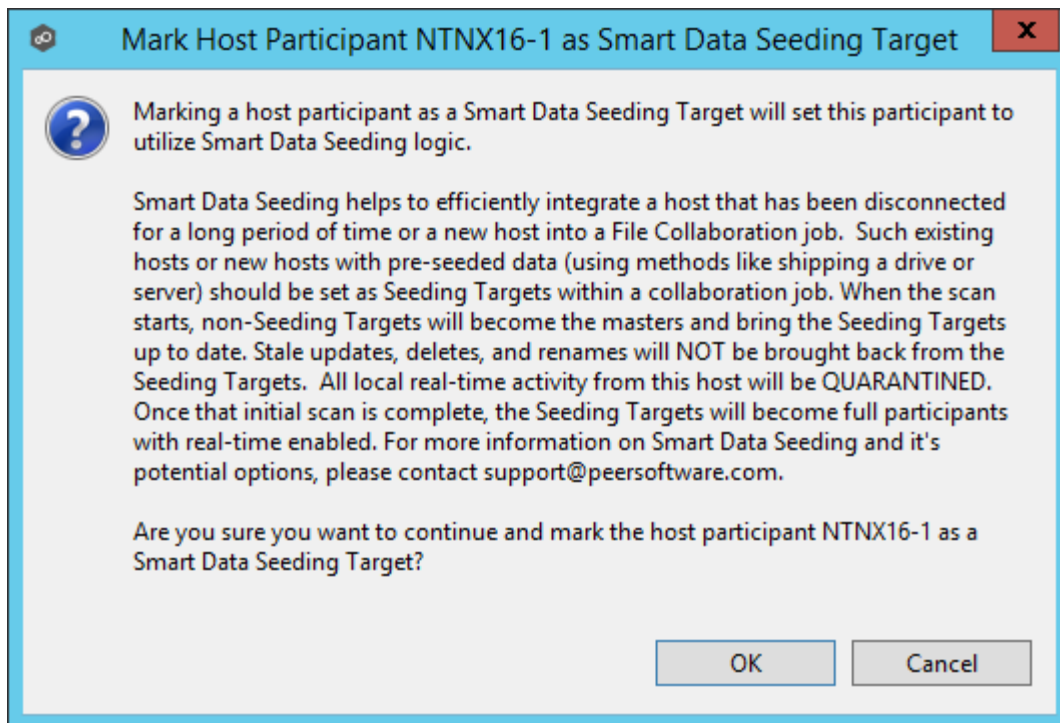 Mark Host Participant NTNX16-1 as Smart Data Seeding Target
x
Marking a host participant as a Smart Data Seeding Target will set this participant to
utilize Smart Data Seeding logic.
Smart Data Seeding helps to efficiently integrate a host that has been disconnected
for a long period of time or a new host into a File Collaboration job.  Such existing
hosts or new hosts with pre-seeded data (using methods like shipping a drive or
server) should be set as Seeding Targets within a collaboration job. When the scan
starts, non-Seeding Targets will become the masters and bring the Seeding Targets
up to date. Stale updates, deletes, and renames will NOT be brought back from the
Seeding Targets.  All local real-time activity from this host will be QUARANTINED.
Once that initial scan is complete, the Seeding Targets will become full participants
with real-time enabled. For more information on Smart Data Seeding and it's
potential options, please contact support@peersoftware.com.
Are you sure you want to continue and mark the host participant NTNX16-1 as a
Smart Data Seeding Target?
OK
Cancel